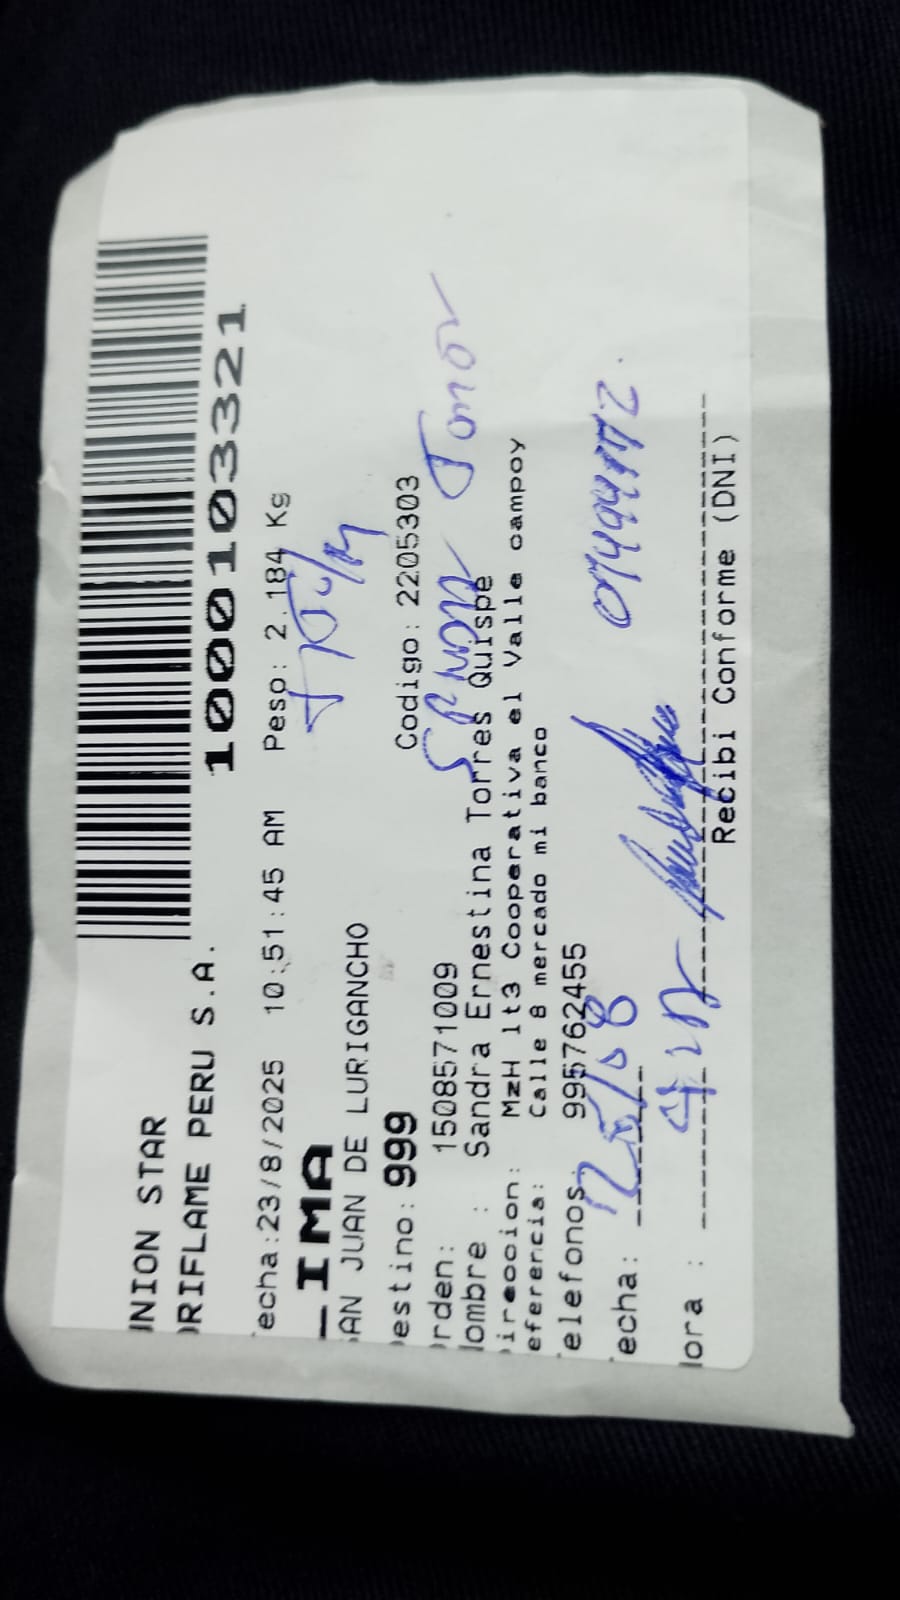 NION STAR
RIFLAME PERU S.A.
1000103321
echa:23/8/2025 10:51:45 AM Peso: 2.184 Kg
IMA
AN JUAN DE LURIGANCHO
estino: 999
Codigo: 2205303
rden: 1508571009
ombre : Sandra Ernestina Torres Quispe
ireccion: MzH lt3 Cooperativa el Valle campoy
eferencia: Calle 8 mercado mi banco
elefonos: 995762455
echa:
ora :
Recibi Conforme (DNI)